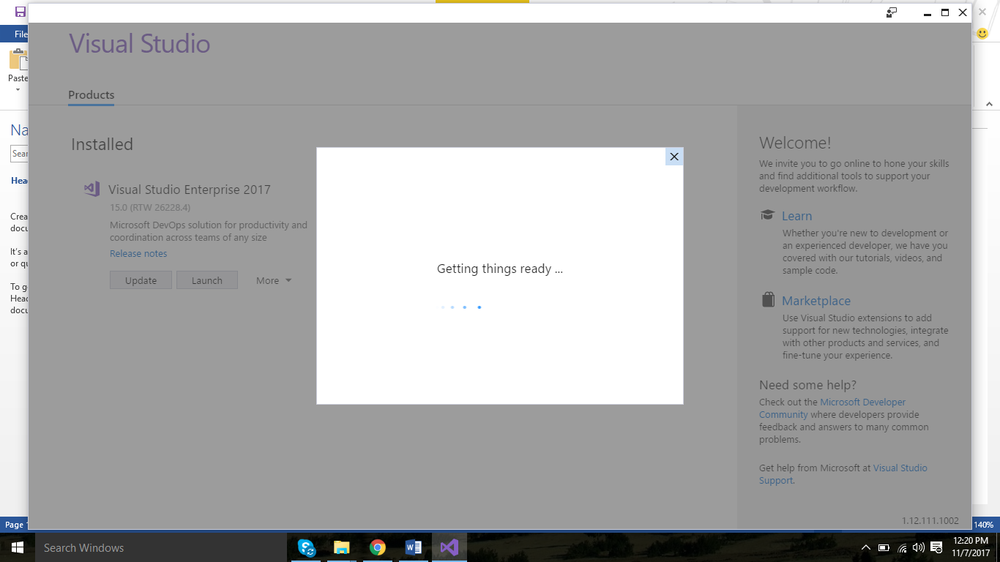 File
Paste
Visual Studio
Products
Installed
Visual Studio Enterprise 2017
15.0 (RTW 26228.4)
Microsoft DevOps solution for productivity and
coordination across teams of any size
Release notes
Update
Launch
More
Getting things ready ...
Welcome!
We invite you to go online to hone your skills
and find additional tools to support your
development workflow.
Learn
Whether you're new to development or
an experienced developer, we have you
covered with our tutorials, videos, and
sample code.
Marketplace
Use Visual Studio extensions to add
support for new technologies, integrate
with other products and services, and
fine-tune your experience.
Need some help?
Check out the Microsoft Developer
Community where developers provide
feedback and answers to many common
problems.
Get help from Microsoft at Visual Studio
Support.
1.12.111.1002
Na
Sear
Hea
Crea
docu
It's a
or qu
To g
Head
docu
Page 1
140%
Search Windows
12:20 PM
11/7/2017